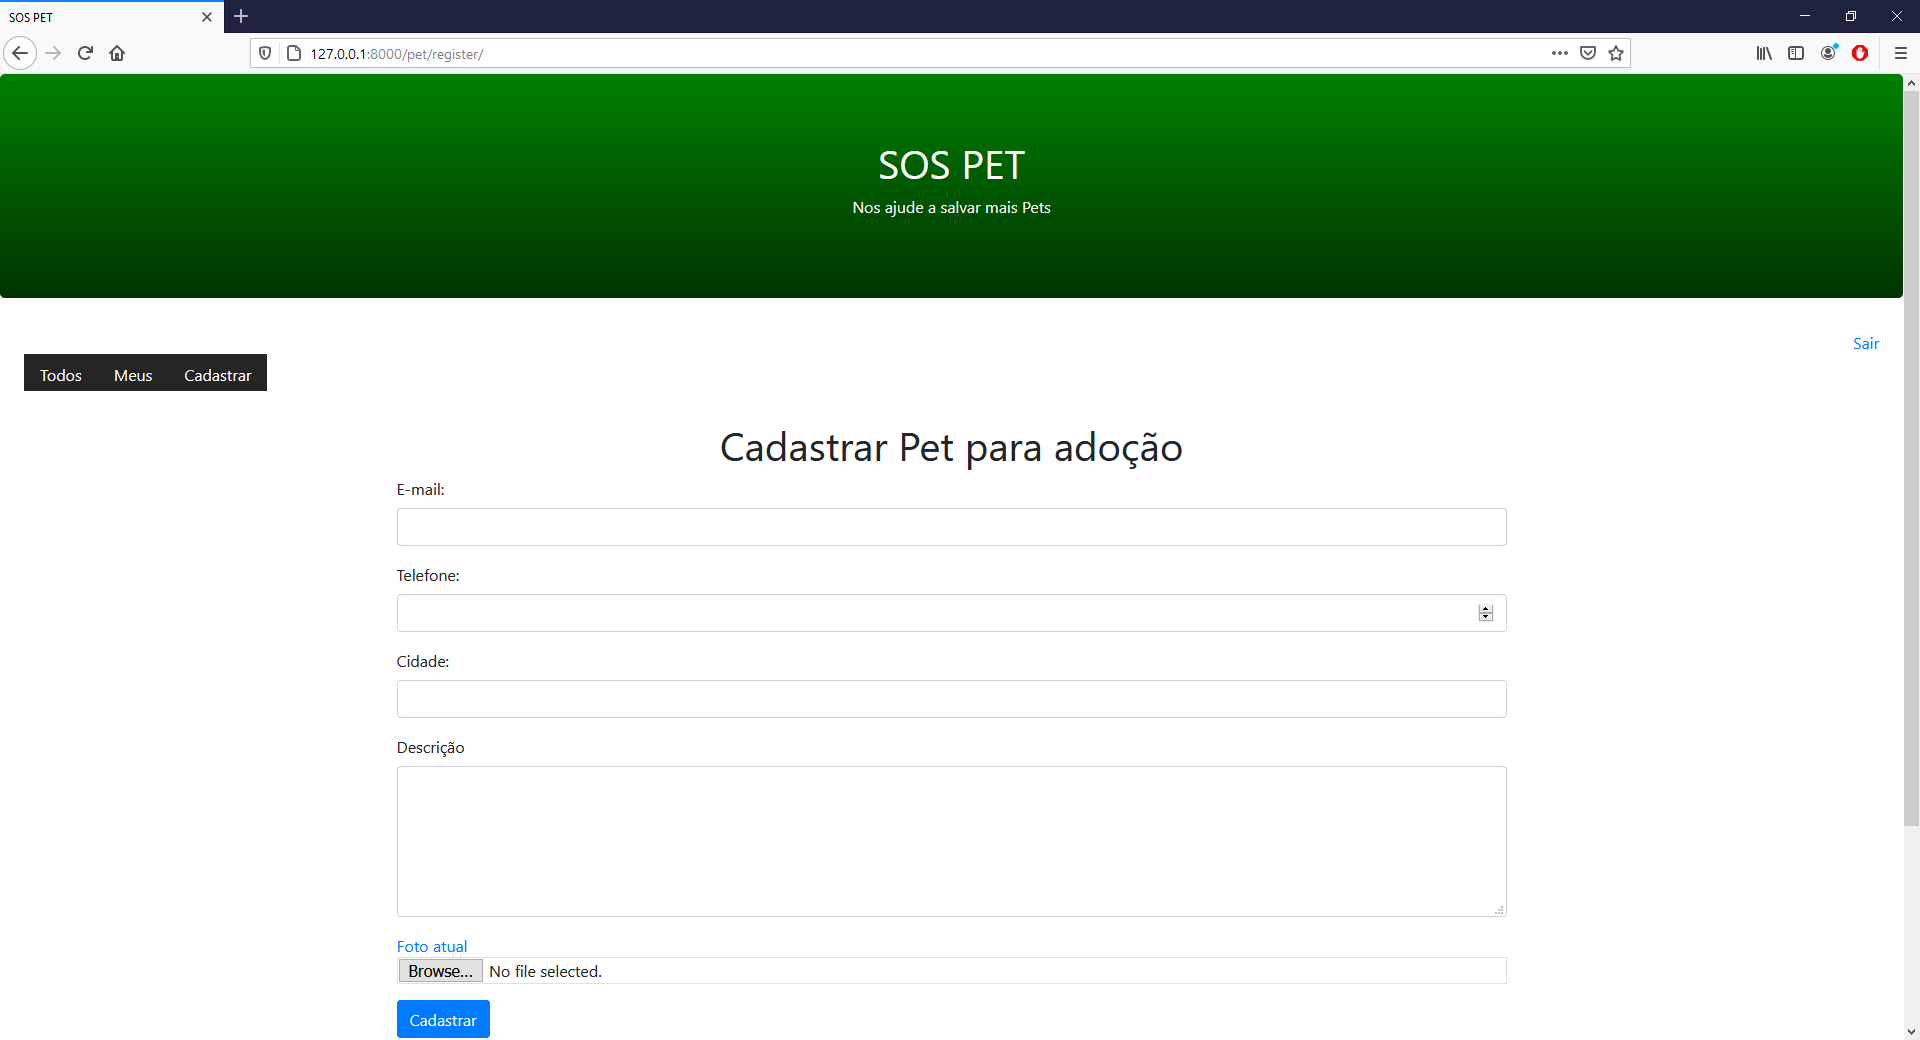 SOS PET
127.0.0.1:8000/pet/register/
SOS PET
Nos ajude a salvar mais Pets
Sair
Todos Meus Cadastrar
Cadastrar Pet para adoção
E-mail:
Telefone:
Cidade:
Descrição
Foto atual
Browse... No file selected.
Cadastrar